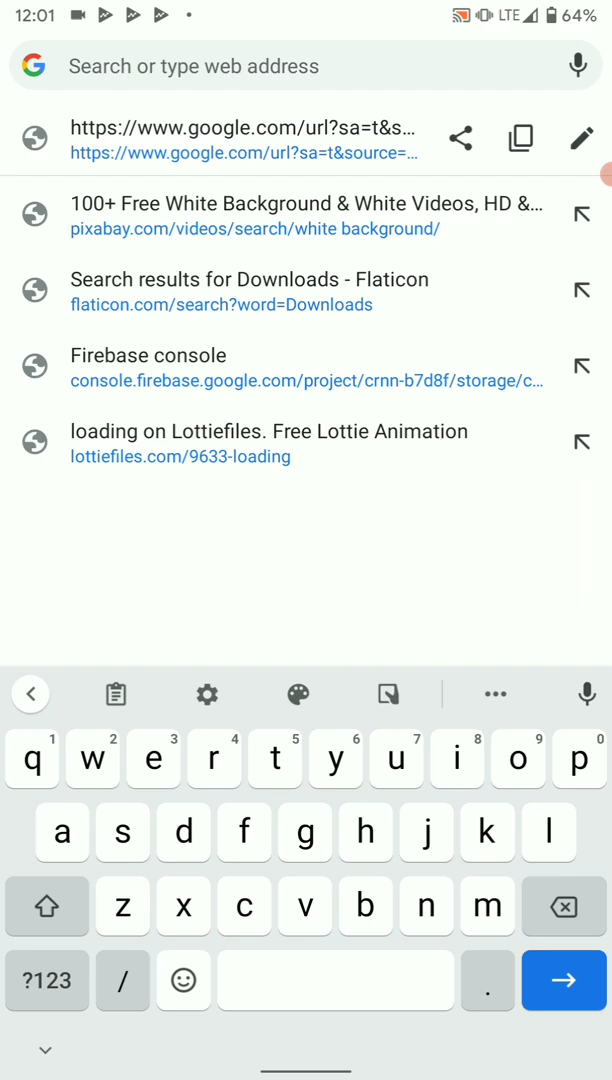 12:01 LTE 64%
Search or type web address
https://www.google.com/url?sa=t&s...
https://www.google.com/url?sa=t&source=...
100+ Free White Background & White Videos, HD &...
pixabay.com/videos/search/white background/
Search results for Downloads - Flaticon
flaticon.com/search?word=Downloads
Firebase console
console.firebase.google.com/project/crnn-b7d8f/storage/c...
loading on Lottiefiles. Free Lottie Animation
lottiefiles.com/9633-loading
q 1 w 2 e 3 r 4 t 5 y 6 u 7 i 8 o 9 p 0
a s d f g h j k l
z x c v b n m
?123 / .